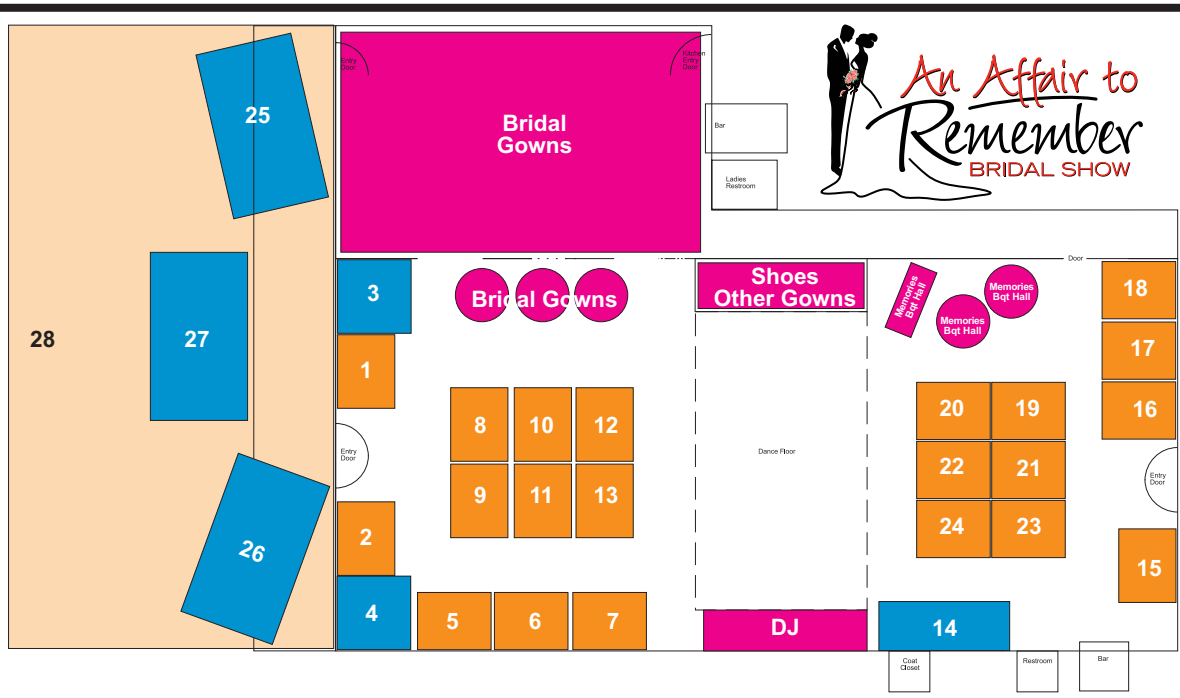 An Affair to
Remember
BRIDAL SHOW
Entry
Door
Kitchen
Entry
Door
25
Bridal
Gowns
Bar
Ladies
Restroom
Door
3
Bridal Gowns
Shoes
Other Gowns
Memories
Bqt Hall
Memories
Bqt Hall
Memories
Bqt Hall
18
28
27
1
17
8
10
12
20
19
16
Entry
Door
Dance Floor
9
11
13
22
21
Entry
Door
2
26
24
23
15
4
5
6
7
DJ
14
Coat
Closet
Restroom
Bar